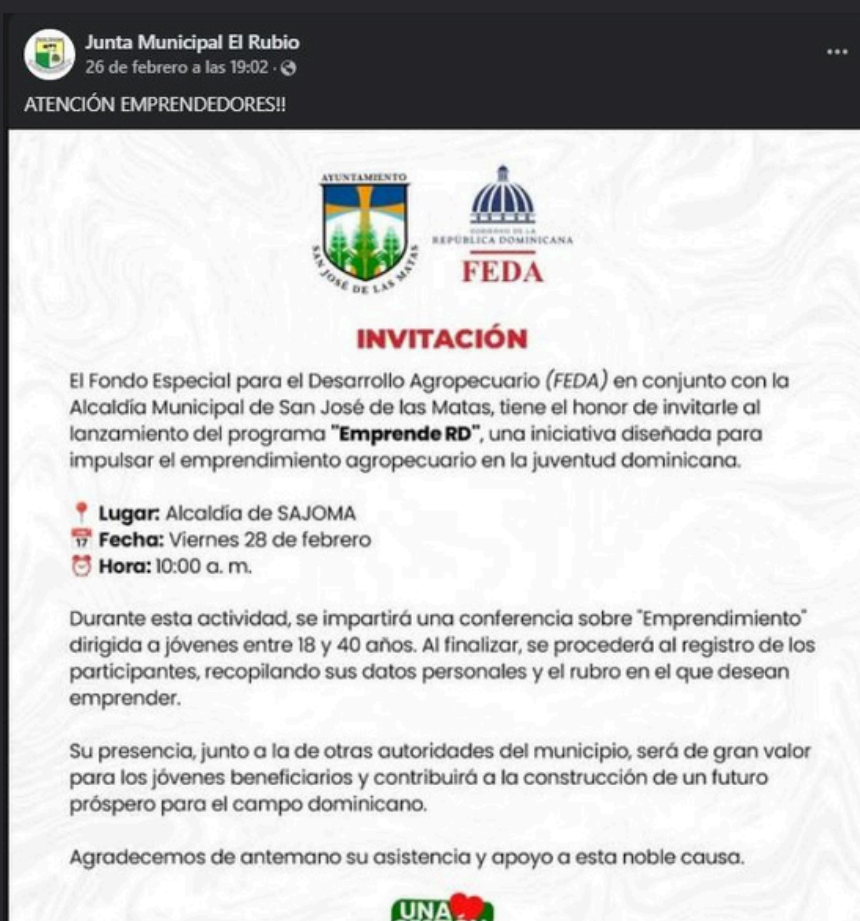 Junta Municipal El Rubio
26 de febrero a las 19:02 ·
ATENCIÓN EMPRENDEDORES!!
AYUNTAMIENTO
SAN JOSÉ DE LAS MATAS
GOBIERNO DE LA
REPÚBLICA DOMINICANA
FEDA
INVITACIÓN
El Fondo Especial para el Desarrollo Agropecuario (FEDA) en conjunto con la
Alcaldía Municipal de San José de las Matas, tiene el honor de invitarle al
lanzamiento del programa "Emprende RD", una iniciativa diseñada para
impulsar el emprendimiento agropecuario en la juventud dominicana.
Lugar: Alcaldía de SAJOMA
17 Fecha: Viernes 28 de febrero
Hora: 10:00 a. m.
Durante esta actividad, se impartirá una conferencia sobre "Emprendimiento"
dirigida a jóvenes entre 18 y 40 años. Al finalizar, se procederá al registro de los
participantes, recopilando sus datos personales y el rubro en el que desean
emprender.
Su presencia, junto a la de otras autoridades del municipio, será de gran valor
para los jóvenes beneficiarios y contribuirá a la construcción de un futuro
próspero para el campo dominicano.
Agradecemos de antemano su asistencia y apoyo a esta noble causa.
UNA